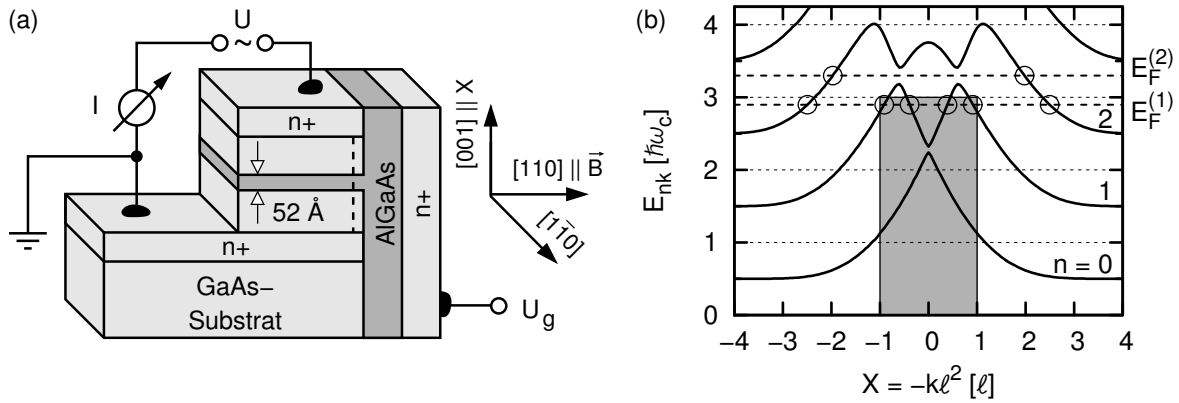 (a)
U
~
I
n+
52 Å
n+
GaAs–
Substrat
AlGaAs
n+
U_g
[001] || X
[110] || B⃗
[11̄0]
(b)
E_nk [ħω_c]
4
3
2
1
0
E_F^(2)
E_F^(1)
2
1
n = 0
−4 −3 −2 −1 0 1 2 3 4
X = −kℓ² [ℓ]